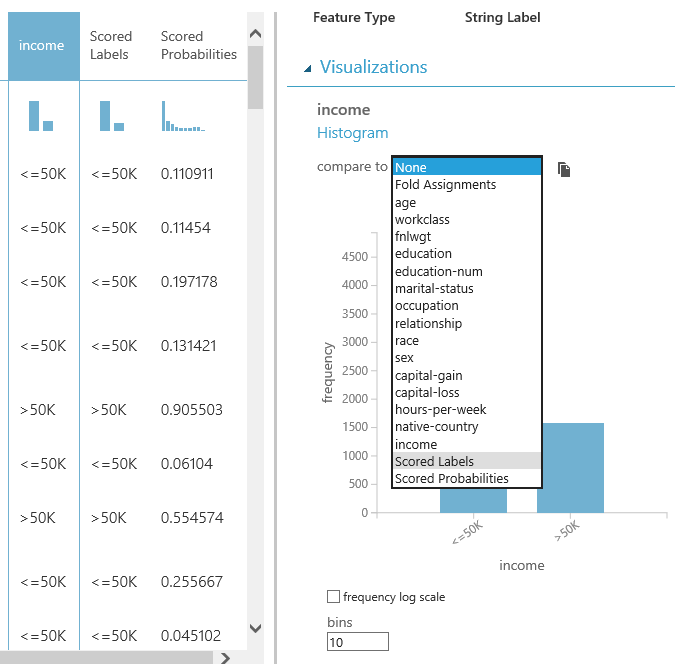 income
Scored Labels
Scored Probabilities
<=50K <=50K 0.110911
<=50K <=50K 0.11454
<=50K <=50K 0.197178
<=50K <=50K 0.131421
>50K >50K 0.905503
<=50K <=50K 0.06104
>50K >50K 0.554574
<=50K <=50K 0.255667
<=50K <=50K 0.045102
Feature Type String Label
Visualizations
income
Histogram
compare to
None
Fold Assignments
age
workclass
fnlwgt
education
education-num
marital-status
occupation
relationship
race
sex
capital-gain
capital-loss
hours-per-week
native-country
income
Scored Labels
Scored Probabilities
frequency
4500
4000
3500
3000
2500
2000
1500
1000
500
0
<=50K
>50K
income
frequency log scale
bins
10